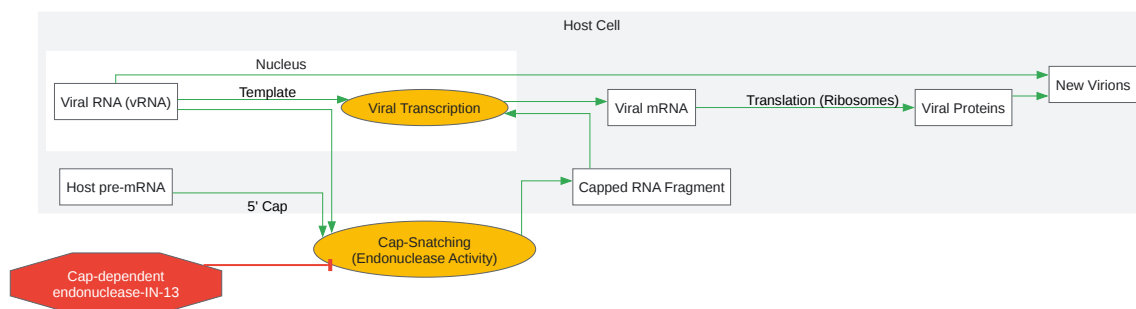 Host Cell
Nucleus
Viral RNA (vRNA)
Template
Viral Transcription
Viral mRNA
Translation (Ribosomes)
Viral Proteins
New Virions
Host pre-mRNA
5' Cap
Capped RNA Fragment
Cap-Snatching
(Endonuclease Activity)
Cap-dependent
endonuclease-IN-13